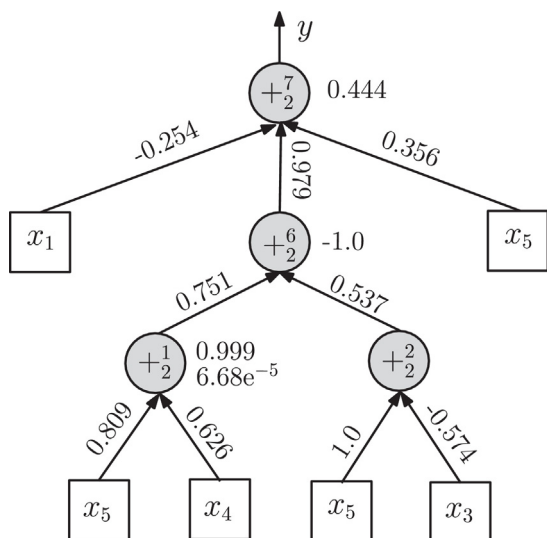 y
+₂⁷ 0.444
-0.254
0.979
0.356
x₁
+₂⁶ -1.0
x₅
0.751
0.537
+₂¹ 0.999
6.68e⁻⁵
+₂²
0.809
0.626
1.0
-0.574
x₅
x₄
x₅
x₃